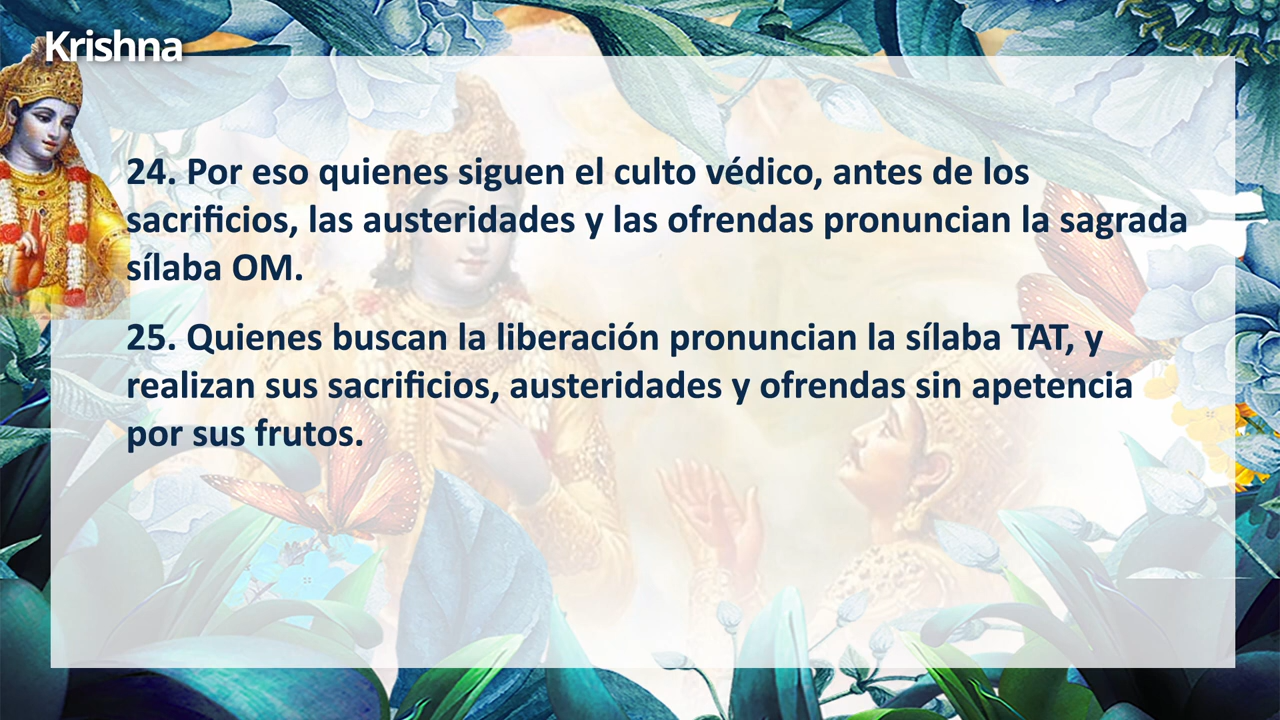 Krishna
24. Por eso quienes siguen el culto védico, antes de los
sacrificios, las austeridades y las ofrendas pronuncian la sagrada
sílaba OM.
25. Quienes buscan la liberación pronuncian la sílaba TAT, y
realizan sus sacrificios, austeridades y ofrendas sin apetencia
por sus frutos.